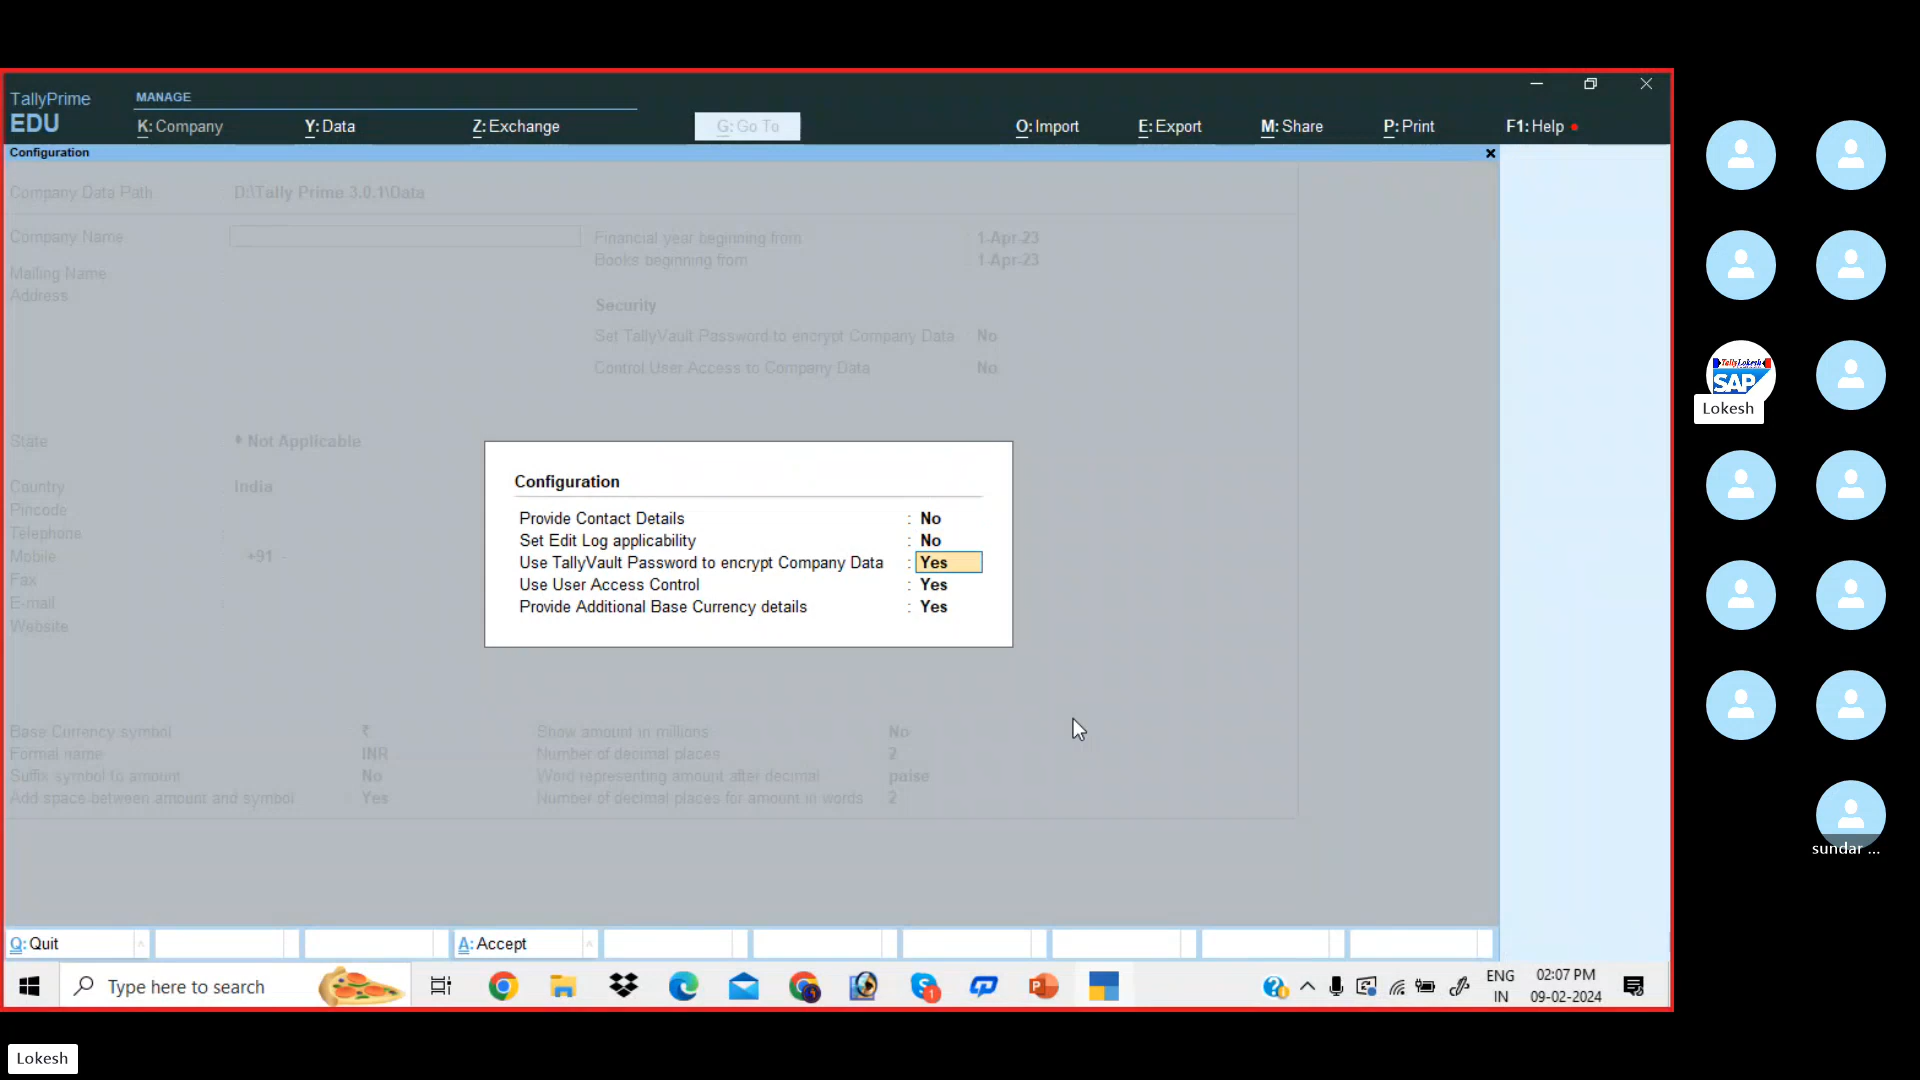 TallyPrime
EDU
MANAGE
K: Company
Y: Data
Z: Exchange
G: Go To
O: Import
E: Export
M: Share
P: Print
F1: Help
Configuration
Company Data Path
D:\Tally Prime 3.0.1\Data
Company Name
Financial year beginning from
1-Apr-23
Books beginning from
1-Apr-23
Mailing Name
Address
Security
Set TallyVault Password to encrypt Company Data
No
Control User Access to Company Data
No
State
Not Applicable
Country
India
Pincode
Telephone
Mobile
+91 -
Fax
E-mail
Website
Configuration
Provide Contact Details : No
Set Edit Log applicability : No
Use TallyVault Password to encrypt Company Data : Yes
Use User Access Control : Yes
Provide Additional Base Currency details : Yes
Base Currency symbol ₹
Show amount in millions No
Formal name INR
Number of decimal places 2
Suffix symbol to amount No
Word representing amount after decimal paise
Add space between amount and symbol Yes
Number of decimal places for amount in words 2
Q: Quit
A: Accept
Type here to search
ENG
IN
02:07 PM
09-02-2024
TallyLokesh
SAP
Lokesh
sundar ...
Lokesh